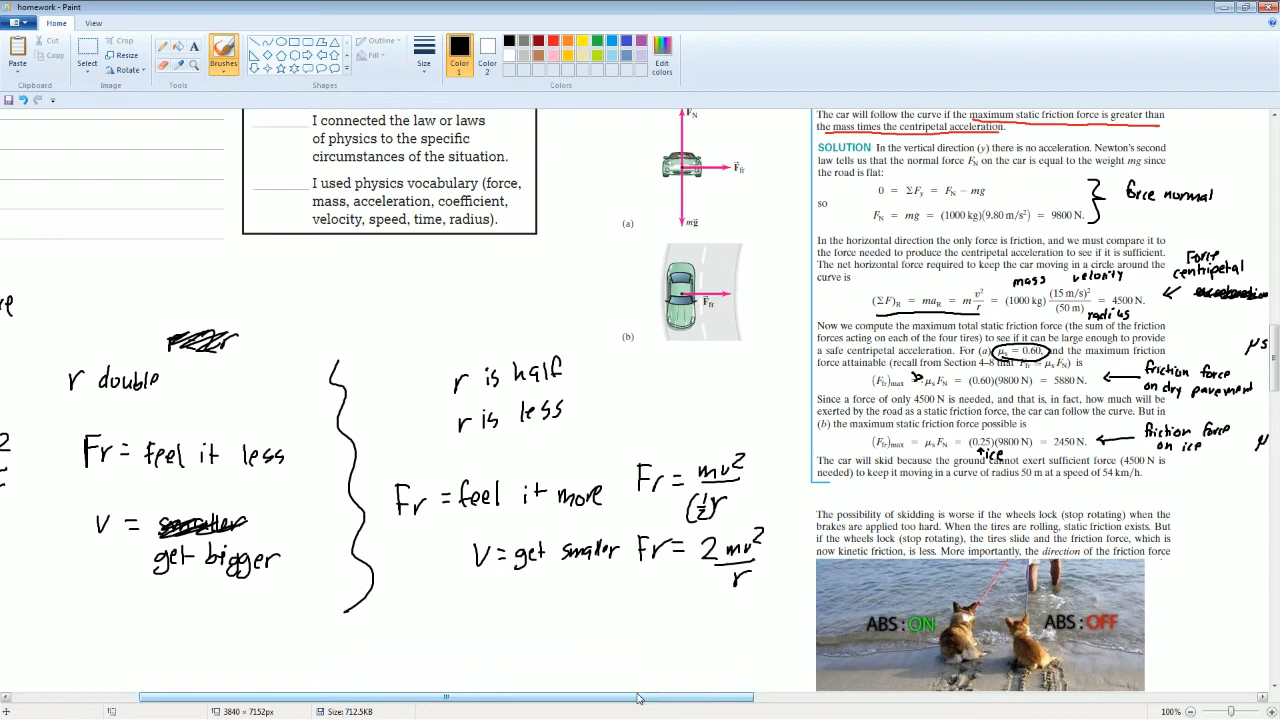 homework - Paint
Home
View
Paste
Cut
Copy
Clipboard
Select
Crop
Resize
Rotate
Image
A
Tools
Brushes
Shapes
Outline
Fill
Size
Color 1
Color 2
Edit colors
Colors
I connected the law or laws
of physics to the specific
circumstances of the situation.
I used physics vocabulary (force,
mass, acceleration, coefficient,
velocity, speed, time, radius).
r double
Fr = feel it less
V =
get bigger
r is half
r is less
Fr = feel it more
Fr = mv²/(½)r
V = get smaller
Fr = 2mv²/r
F_N
F_fr
mg
(a)
F_fr
(b)
The car will follow the curve if the maximum static friction force is greater than
the mass times the centripetal acceleration.
SOLUTION In the vertical direction (y) there is no acceleration. Newton's second
law tells us that the normal force F_N on the car is equal to the weight mg since
the road is flat:
0 = ΣF_y = F_N − mg
so
F_N = mg = (1000 kg)(9.80 m/s²) = 9800 N.
force normal
In the horizontal direction the only force is friction, and we must compare it to
the force needed to produce the centripetal acceleration to see if it is sufficient.
The net horizontal force required to keep the car moving in a circle around the
curve is
mass
velocity
Force
centripetal
(ΣF)_R = ma_R = m v²/r = (1000 kg) (15 m/s)²/(50 m) = 4500 N.
radius
Now we compute the maximum total static friction force (the sum of the friction
forces acting on each of the four tires) to see if it can be large enough to provide
a safe centripetal acceleration. For (a) μ_s = 0.60, and the maximum friction
force attainable (recall from Section 4–8 that F_fr = μ_s F_N) is
(F_fr)_max = μ_s F_N = (0.60)(9800 N) = 5880 N.
friction force
on dry pavement
μs
Since a force of only 4500 N is needed, and that is, in fact, how much will be
exerted by the road as a static friction force, the car can follow the curve. But in
(b) the maximum static friction force possible is
(F_fr)_max = μ_s F_N = (0.25)(9800 N) = 2450 N.
ice
friction force
on ice
μ
The car will skid because the ground cannot exert sufficient force (4500 N is
needed) to keep it moving in a curve of radius 50 m at a speed of 54 km/h.
The possibility of skidding is worse if the wheels lock (stop rotating) when the
brakes are applied too hard. When the tires are rolling, static friction exists. But
if the wheels lock (stop rotating), the tires slide and the friction force, which is
now kinetic friction, is less. More importantly, the direction of the friction force
ABS: ON
ABS: OFF
3840 × 7152px
Size: 712.5KB
100%